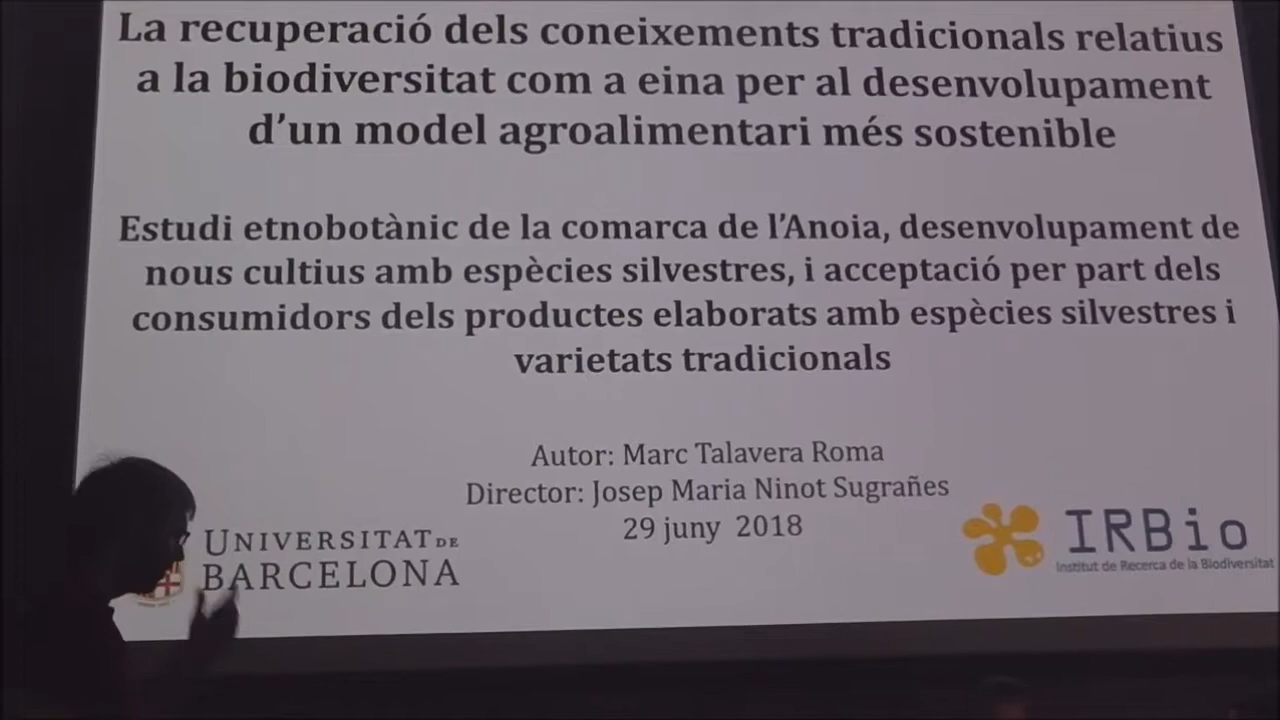 La recuperació dels coneixements tradicionals relatius
a la biodiversitat com a eina per al desenvolupament
d'un model agroalimentari més sostenible
Estudi etnobotànic de la comarca de l'Anoia, desenvolupament de
nous cultius amb espècies silvestres, i acceptació per part dels
consumidors dels productes elaborats amb espècies silvestres i
varietats tradicionals
Autor: Marc Talavera Roma
Director: Josep Maria Ninot Sugrañes
29 juny 2018
UNIVERSITAT DE
BARCELONA
IRBio
Institut de Recerca de la Biodiversitat